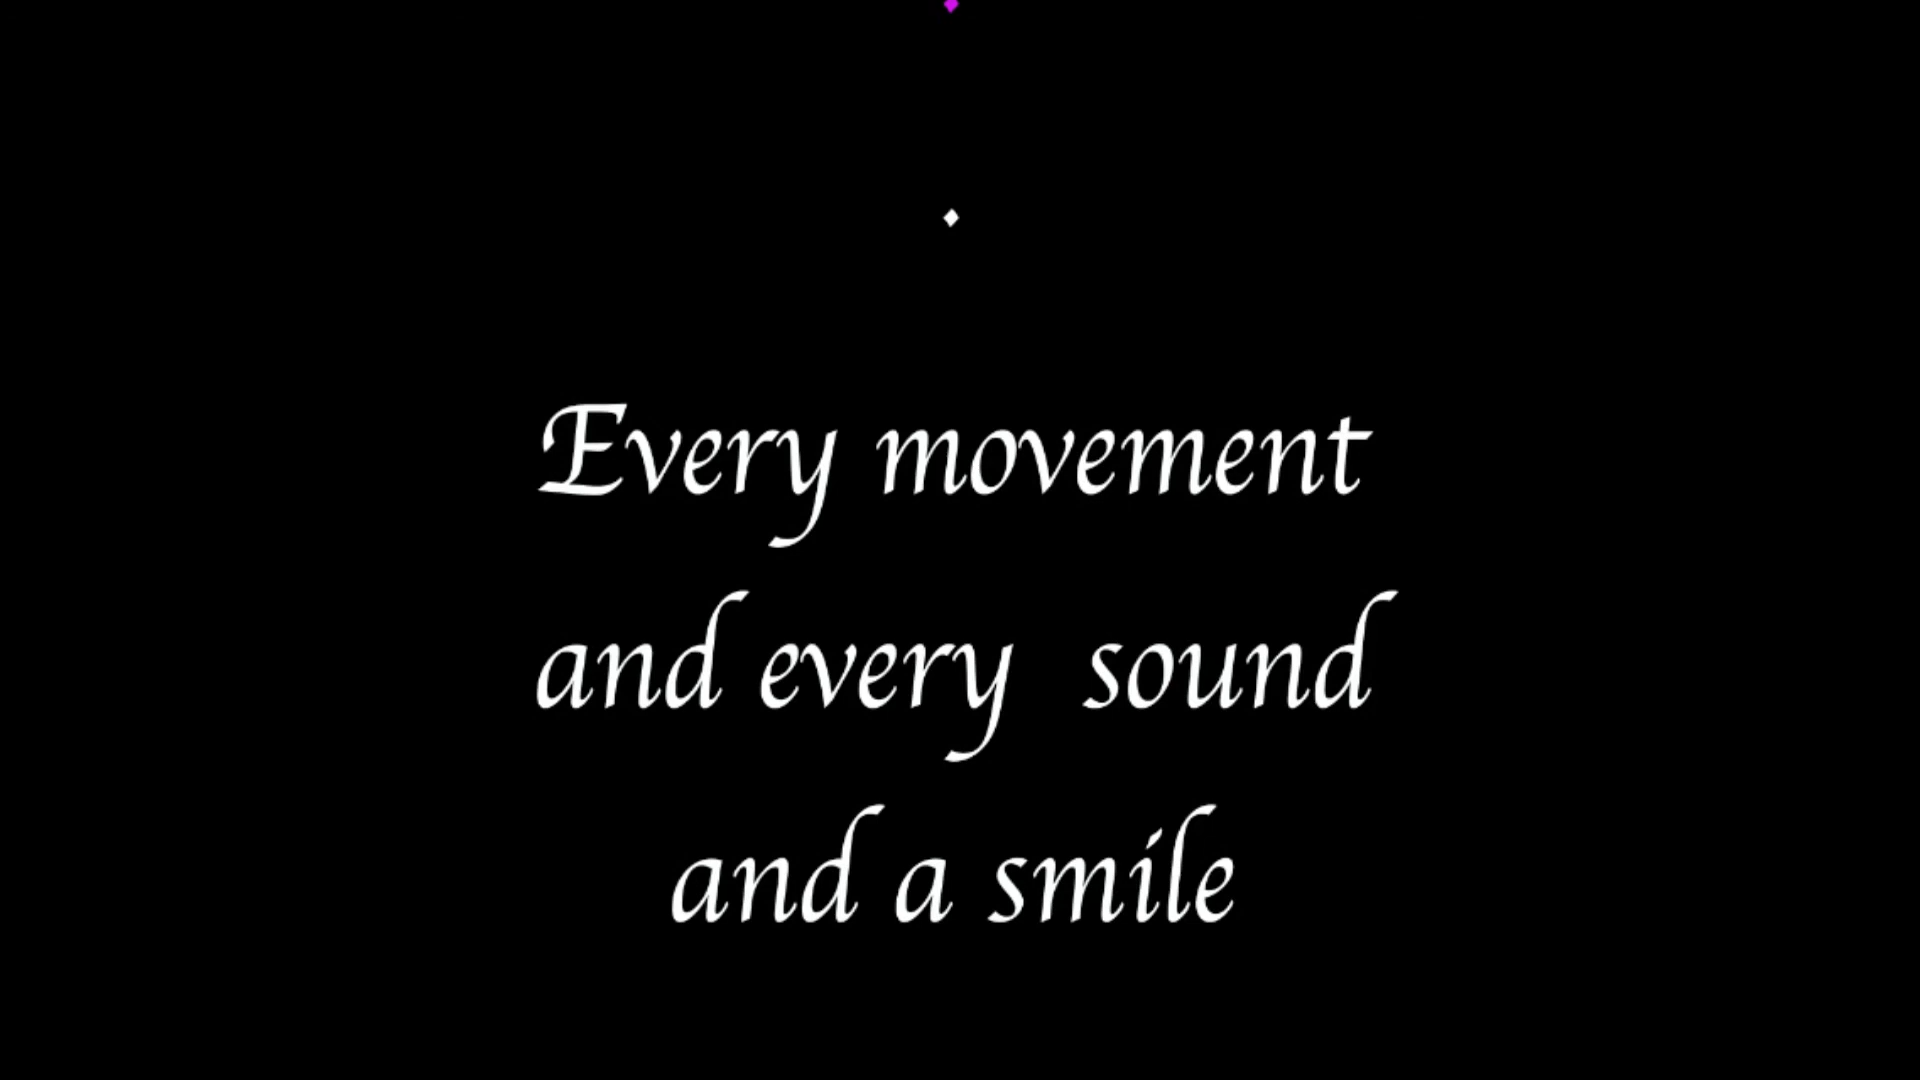 .
.
Every movement
and every  sound
and a smile